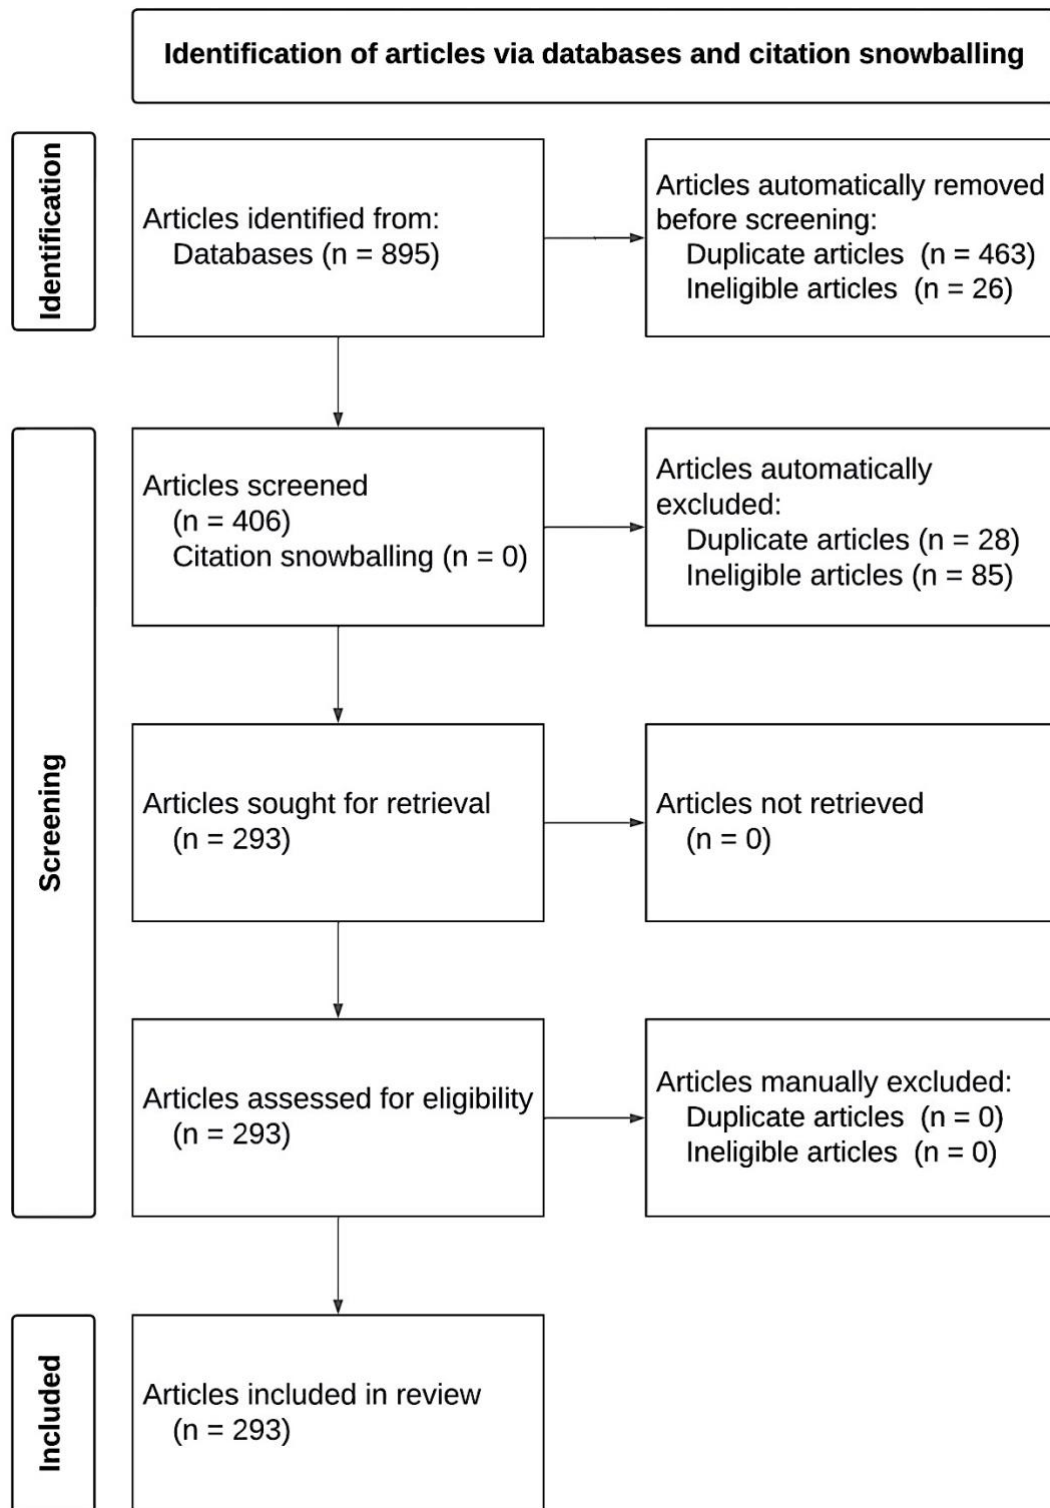 Identification of articles via databases and citation snowballing
Identification
Articles identified from:
Databases (n = 895)
Articles automatically removed
before screening:
Duplicate articles (n = 463)
Ineligible articles (n = 26)
Screening
Articles screened
(n = 406)
Citation snowballing (n = 0)
Articles automatically
excluded:
Duplicate articles (n = 28)
Ineligible articles (n = 85)
Articles sought for retrieval
(n = 293)
Articles not retrieved
(n = 0)
Articles assessed for eligibility
(n = 293)
Articles manually excluded:
Duplicate articles (n = 0)
Ineligible articles (n = 0)
Included
Articles included in review
(n = 293)